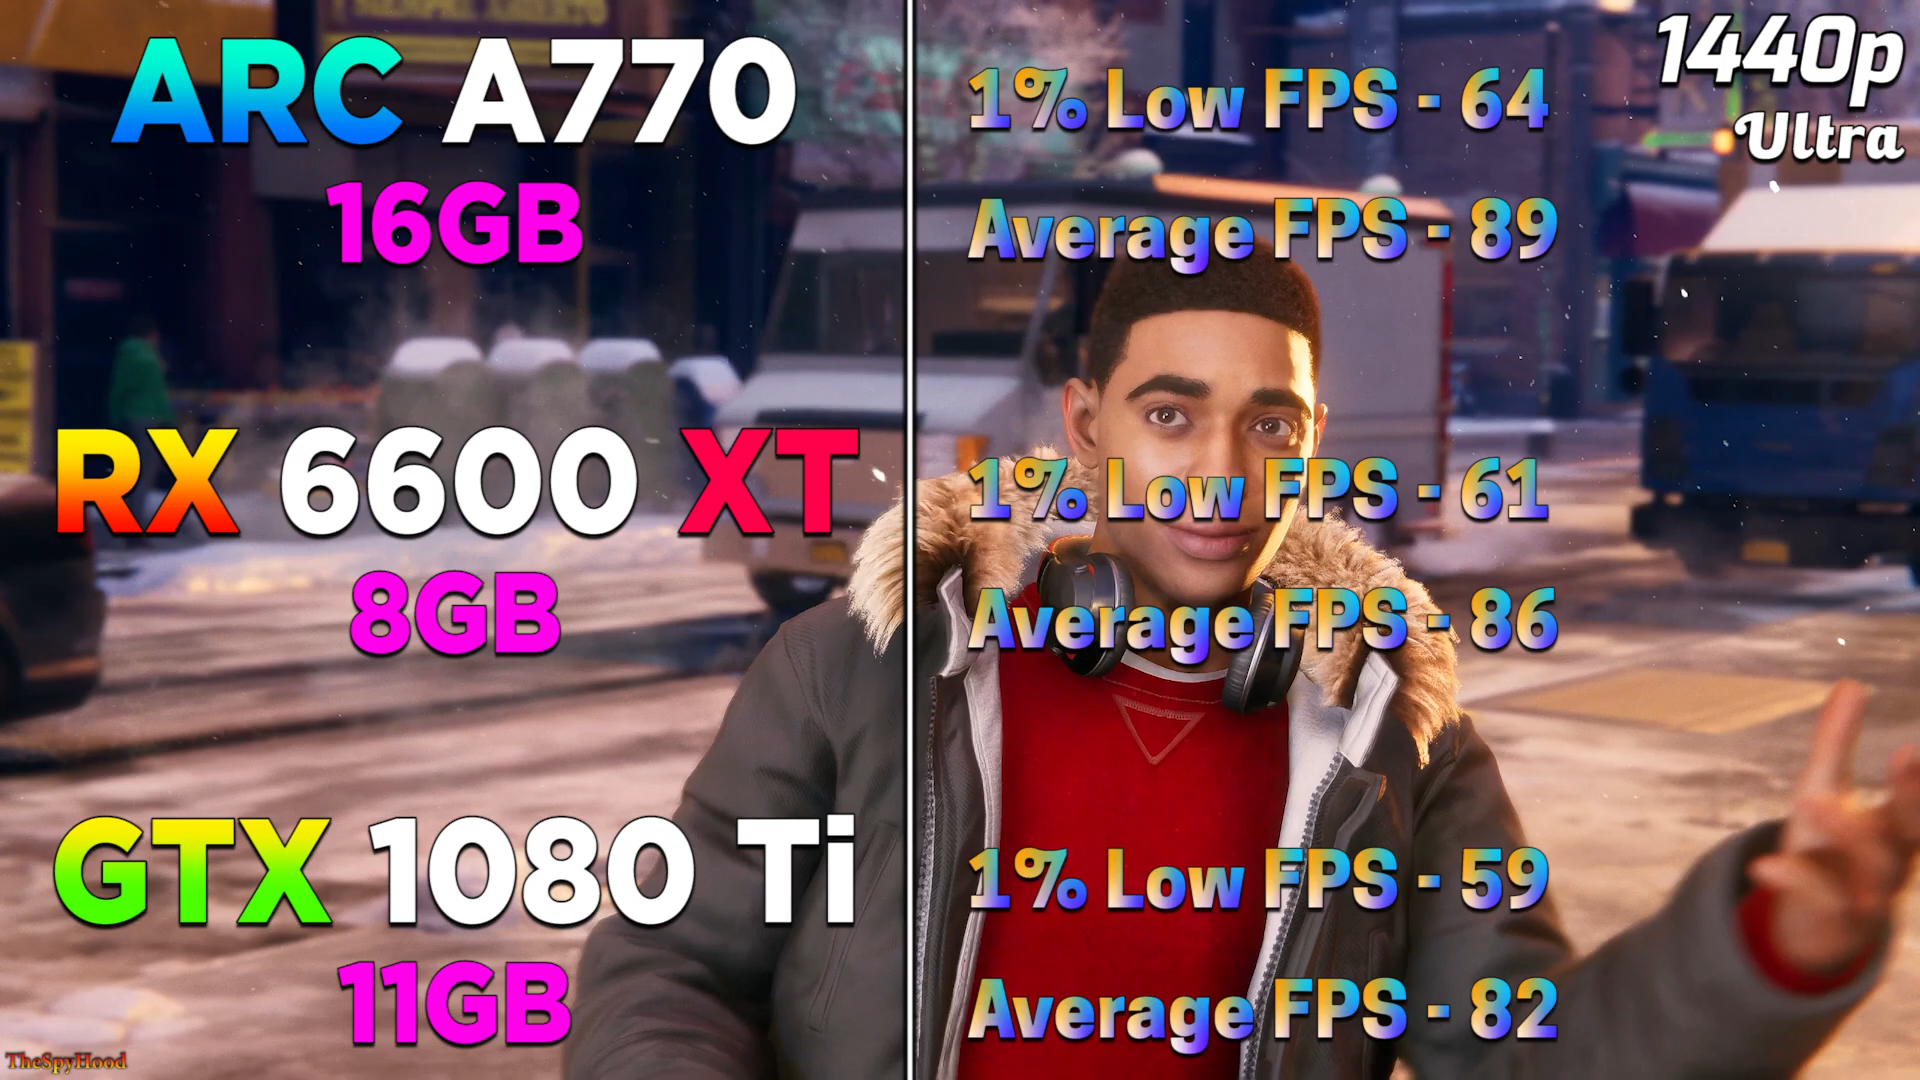 ARC A770
16GB
1% Low FPS - 64
Average FPS - 89
1440p
Ultra
RX 6600 XT
8GB
1% Low FPS - 61
Average FPS - 86
GTX 1080 Ti
11GB
1% Low FPS - 59
Average FPS - 82
TheSpyHood